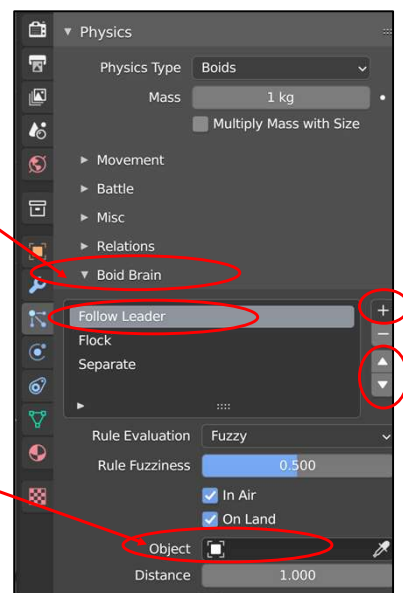 Physics
Physics Type Boids
Mass 1 kg
Multiply Mass with Size
Movement
Battle
Misc
Relations
Boid Brain
Follow Leader
Flock
Separate
Rule Evaluation Fuzzy
Rule Fuzziness 0.500
In Air
On Land
Object
Distance 1.000